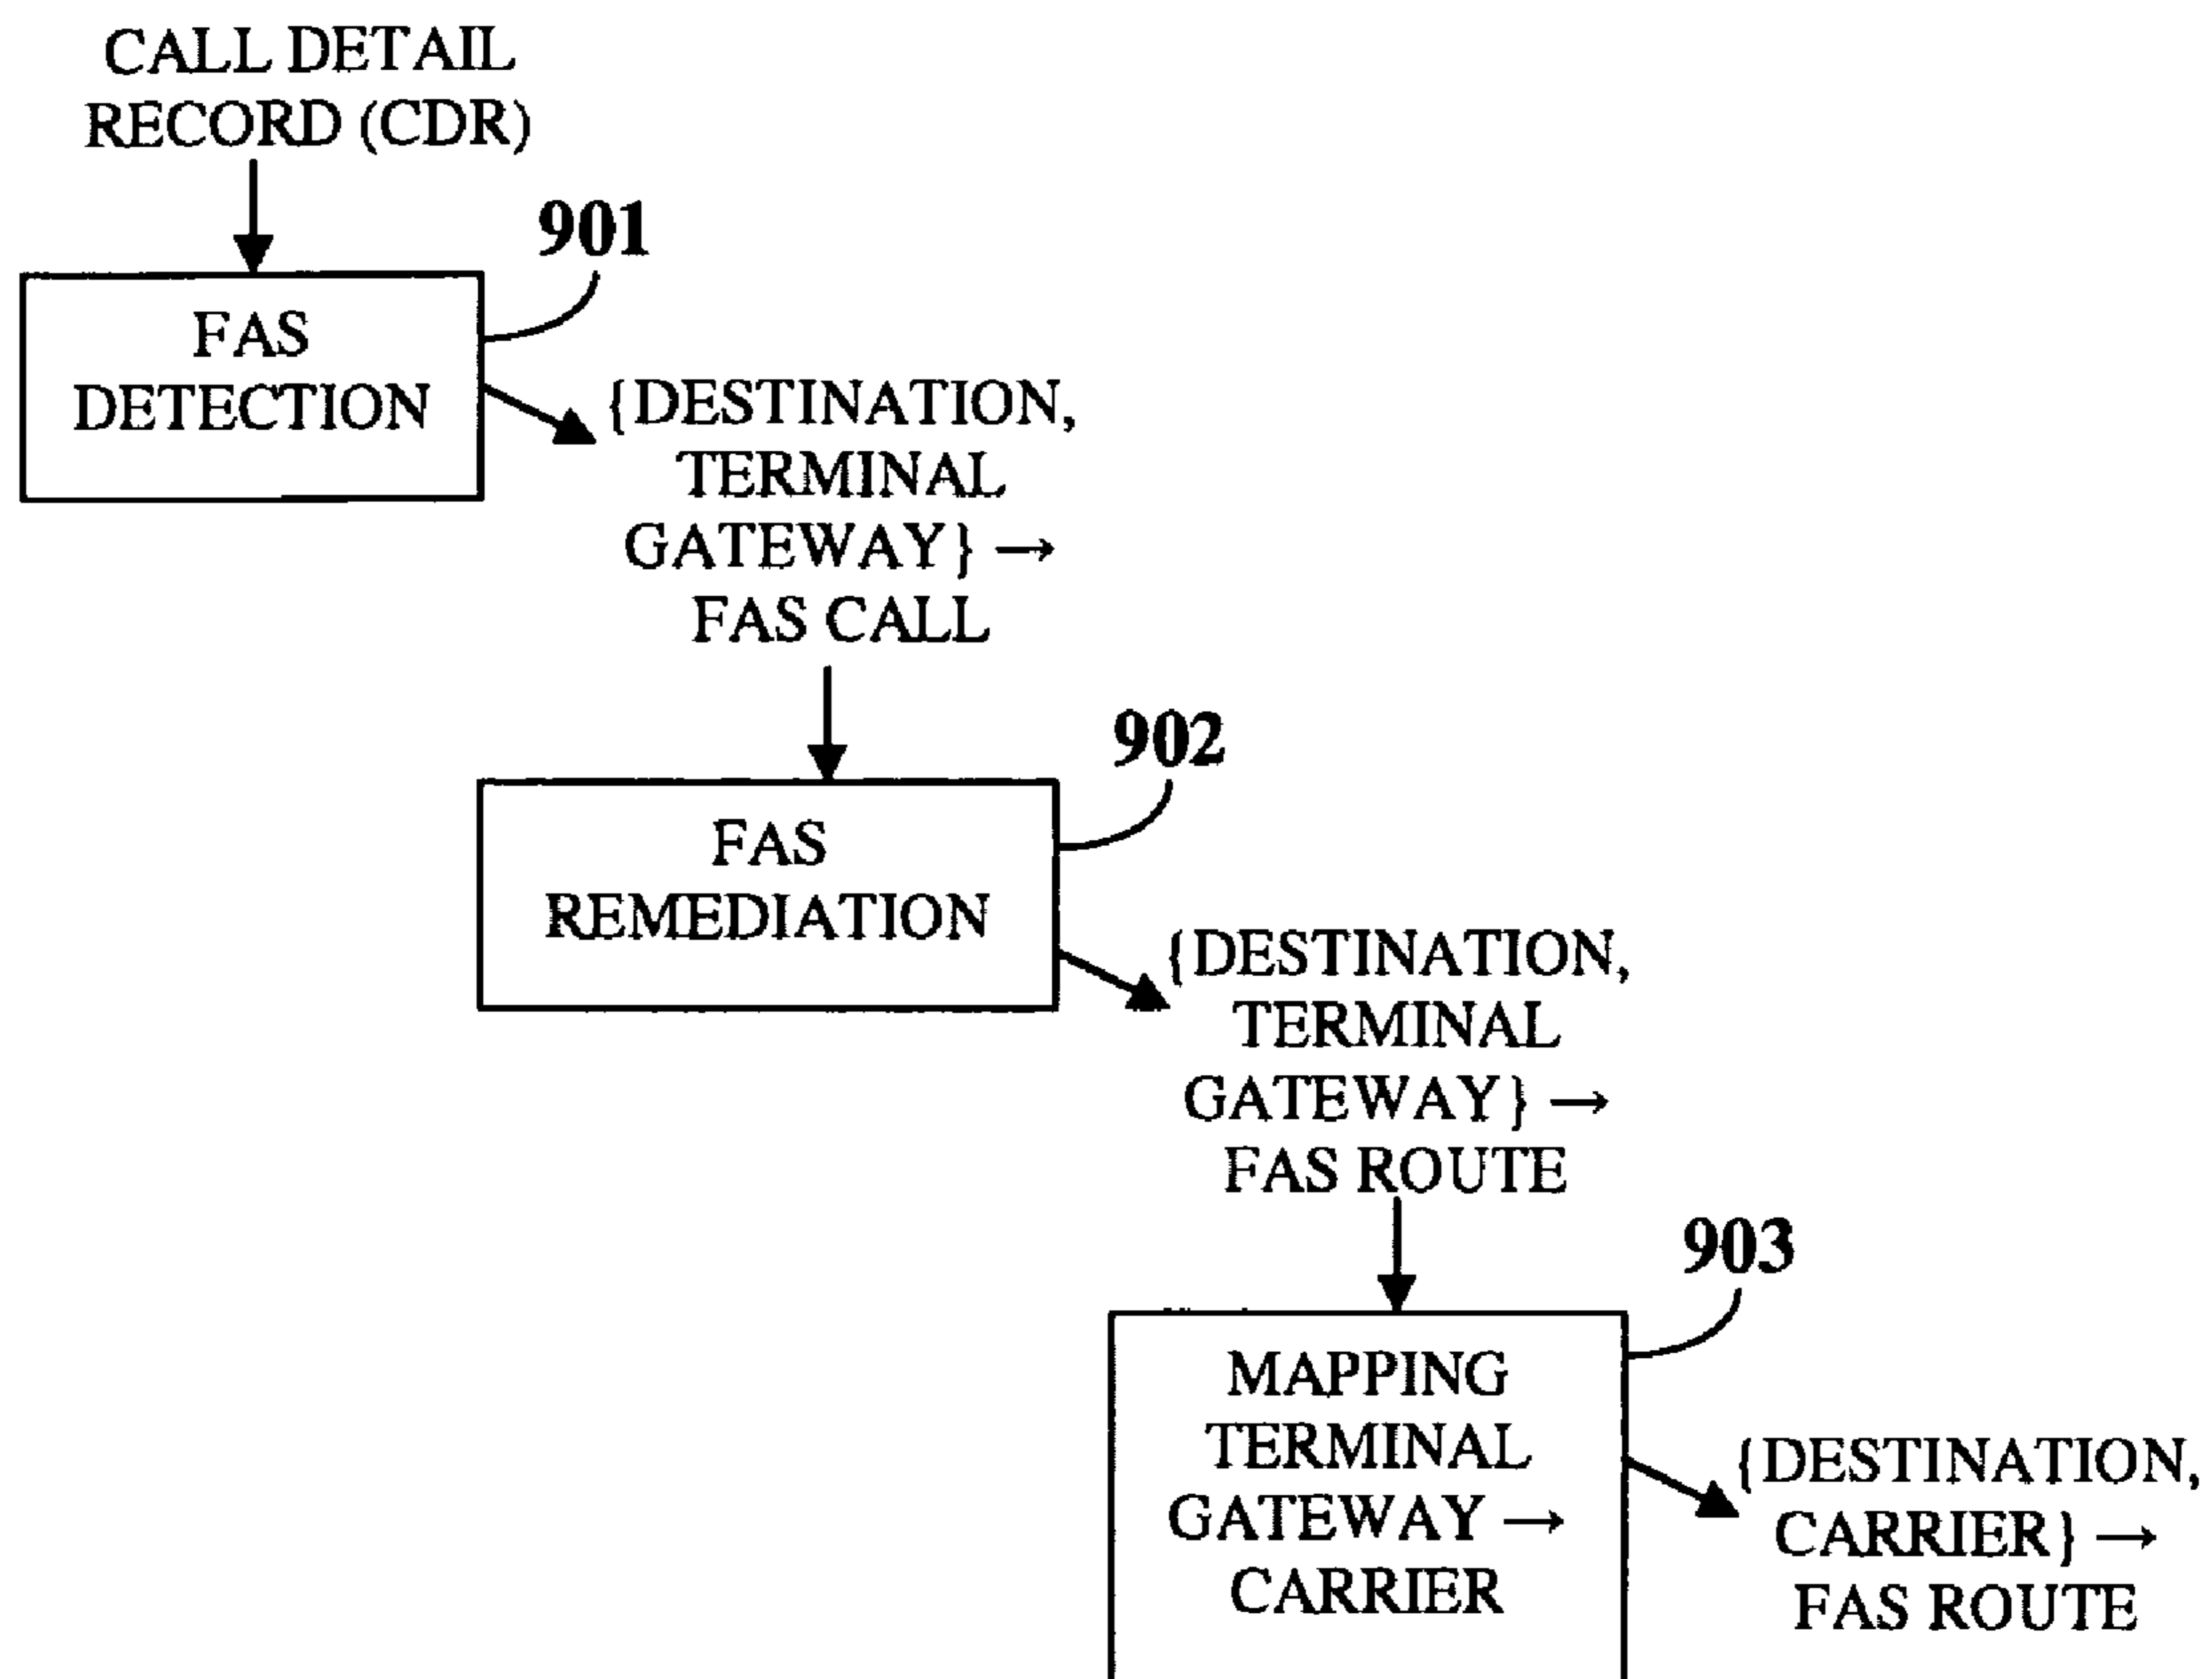 CALL DETAIL
RECORD (CDR)
901
FAS
DETECTION
{DESTINATION,
TERMINAL
GATEWAY} →
FAS CALL
902
FAS
REMEDIATION
{DESTINATION,
TERMINAL
GATEWAY} →
FAS ROUTE
903
MAPPING
TERMINAL
GATEWAY →
CARRIER
{DESTINATION,
CARRIER} →
FAS ROUTE